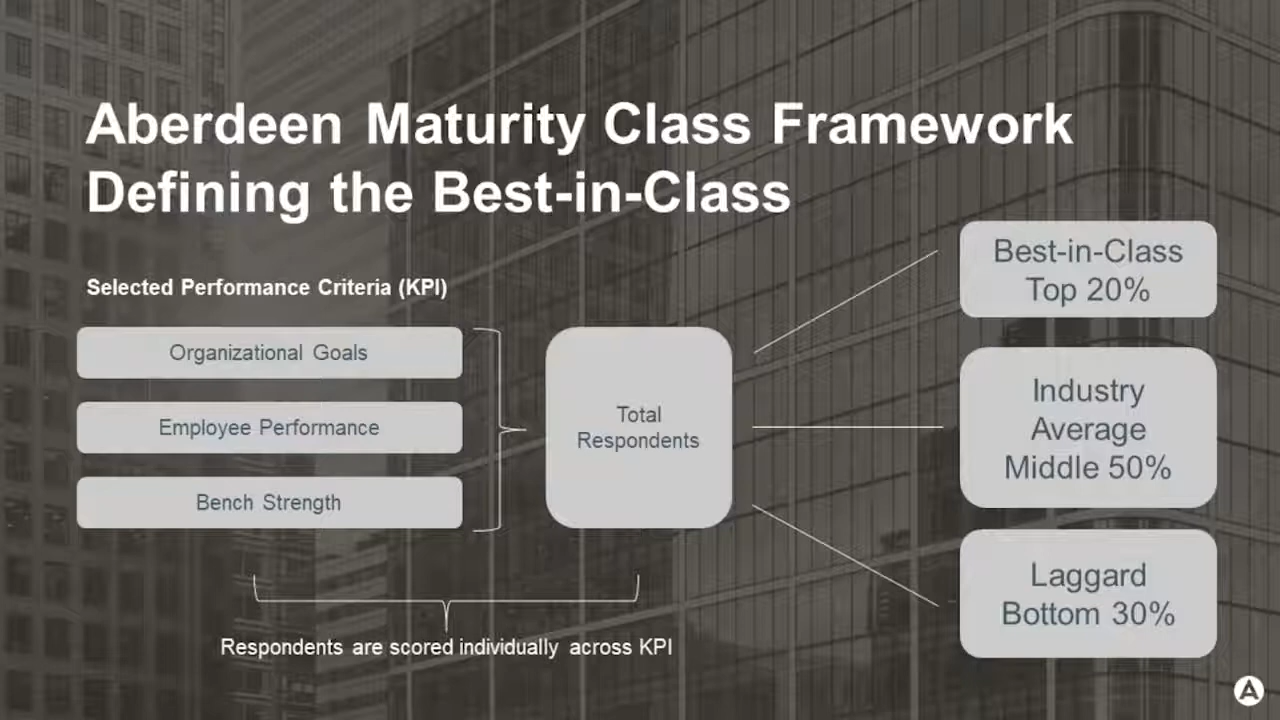 Aberdeen Maturity Class Framework
Defining the Best-in-Class
Selected Performance Criteria (KPI)
Organizational Goals
Employee Performance
Bench Strength
Total
Respondents
Best-in-Class
Top 20%
Industry
Average
Middle 50%
Laggard
Bottom 30%
Respondents are scored individually across KPI
A